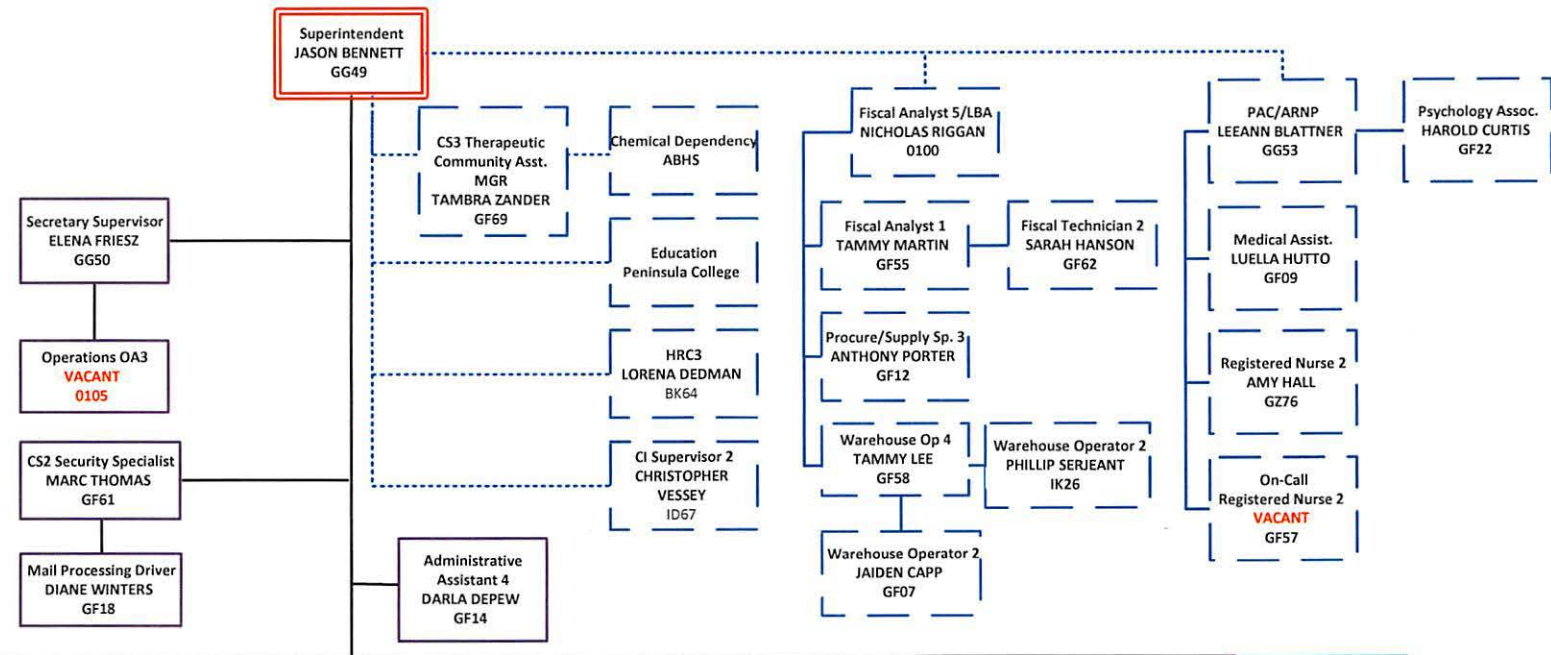 Superintendent
JASON BENNETT
GG49
CS3 Therapeutic
Community Asst.
MGR
TAMBRA ZANDER
GF69
Chemical Dependency
ABHS
Fiscal Analyst 5/LBA
NICHOLAS RIGGAN
0100
PAC/ARNP
LEEANN BLATTNER
GG53
Psychology Assoc.
HAROLD CURTIS
GF22
Secretary Supervisor
ELENA FRIESZ
GG50
Education
Peninsula College
Fiscal Analyst 1
TAMMY MARTIN
GF55
Fiscal Technician 2
SARAH HANSON
GF62
Medical Assist.
LUELLA HUTTO
GF09
Operations OA3
VACANT
0105
HRC3
LORENA DEDMAN
BK64
Procure/Supply Sp. 3
ANTHONY PORTER
GF12
Registered Nurse 2
AMY HALL
GZ76
CS2 Security Specialist
MARC THOMAS
GF61
CI Supervisor 2
CHRISTOPHER
VESSEY
ID67
Warehouse Op 4
TAMMY LEE
GF58
Warehouse Operator 2
PHILLIP SERJEANT
IK26
On-Call
Registered Nurse 2
VACANT
GF57
Mail Processing Driver
DIANE WINTERS
GF18
Administrative
Assistant 4
DARLA DEPEW
GF14
Warehouse Operator 2
JAIDEN CAPP
GF07